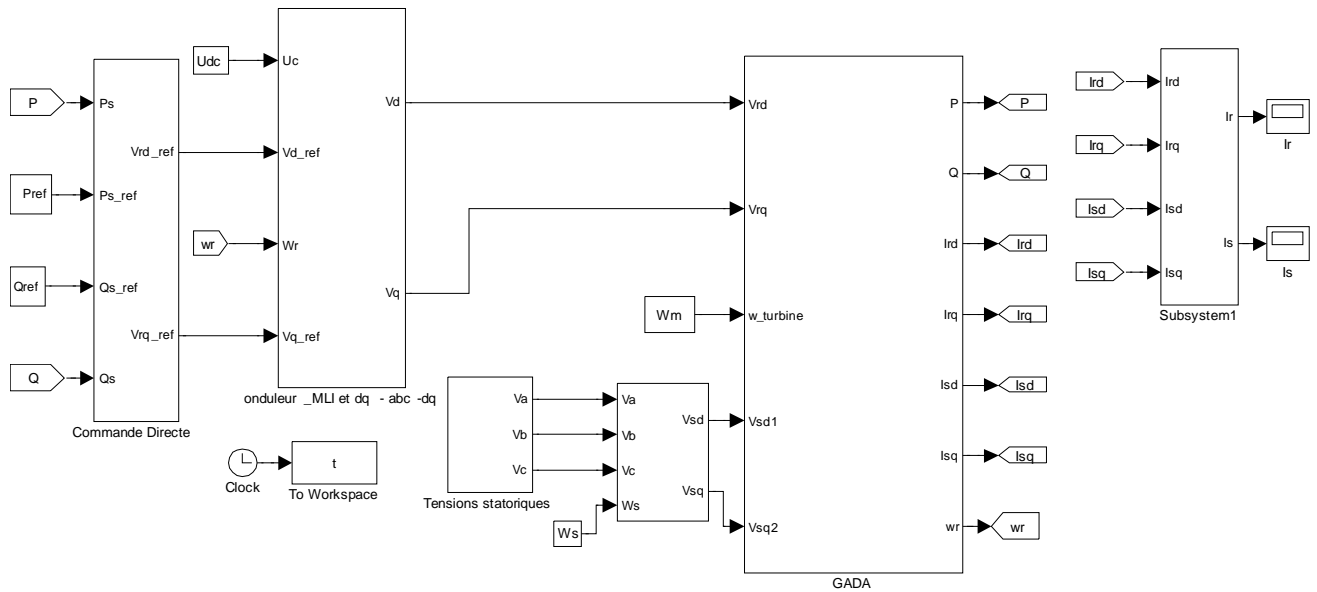 P
Pref
Qref
Q
Ps
Ps_ref
Qs_ref
Qs
Vrd_ref
Vrq_ref
Commande Directe
Udc
wr
Uc
Vd_ref
Wr
Vq_ref
Vd
Vq
onduleur _MLI et dq - abc -dq
Clock
t
To Workspace
Va
Vb
Vc
Tensions statoriques
Ws
Va
Vb
Vc
Ws
Vsd
Vsq
Wm
Vrd
Vrq
w_turbine
Vsd1
Vsq2
P
Q
Ird
Irq
Isd
Isq
wr
GADA
P
Q
Ird
Irq
Isd
Isq
wr
Ird
Irq
Isd
Isq
Ird
Irq
Isd
Isq
Ir
Is
Subsystem1
Ir
Is